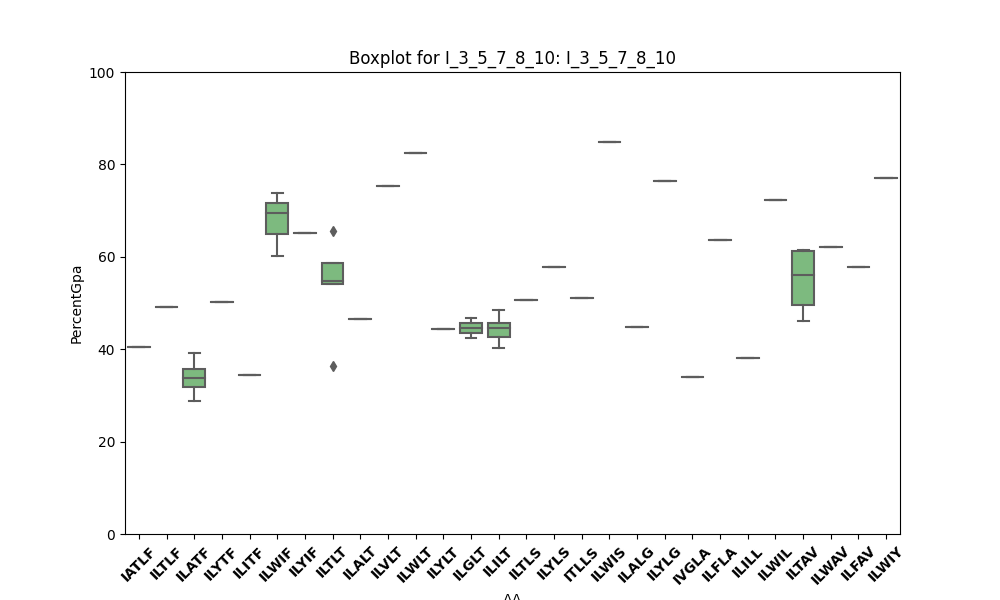 Boxplot for I_3_5_7_8_10: I_3_5_7_8_10
100
80
60
40
20
0
PercentGpa
IATLF ILTLF ILATF ILYTF ILITF ILWIF ILYIF ILTLT ILALT ILVLT ILWLT ILYLT ILGLT ILILT ILTLS ILYLS ITLLS ILWIS ILALG ILYLG IVGLA ILFLA ILILL ILWIL ILTAV ILWAV ILFAV ILWIY
AA